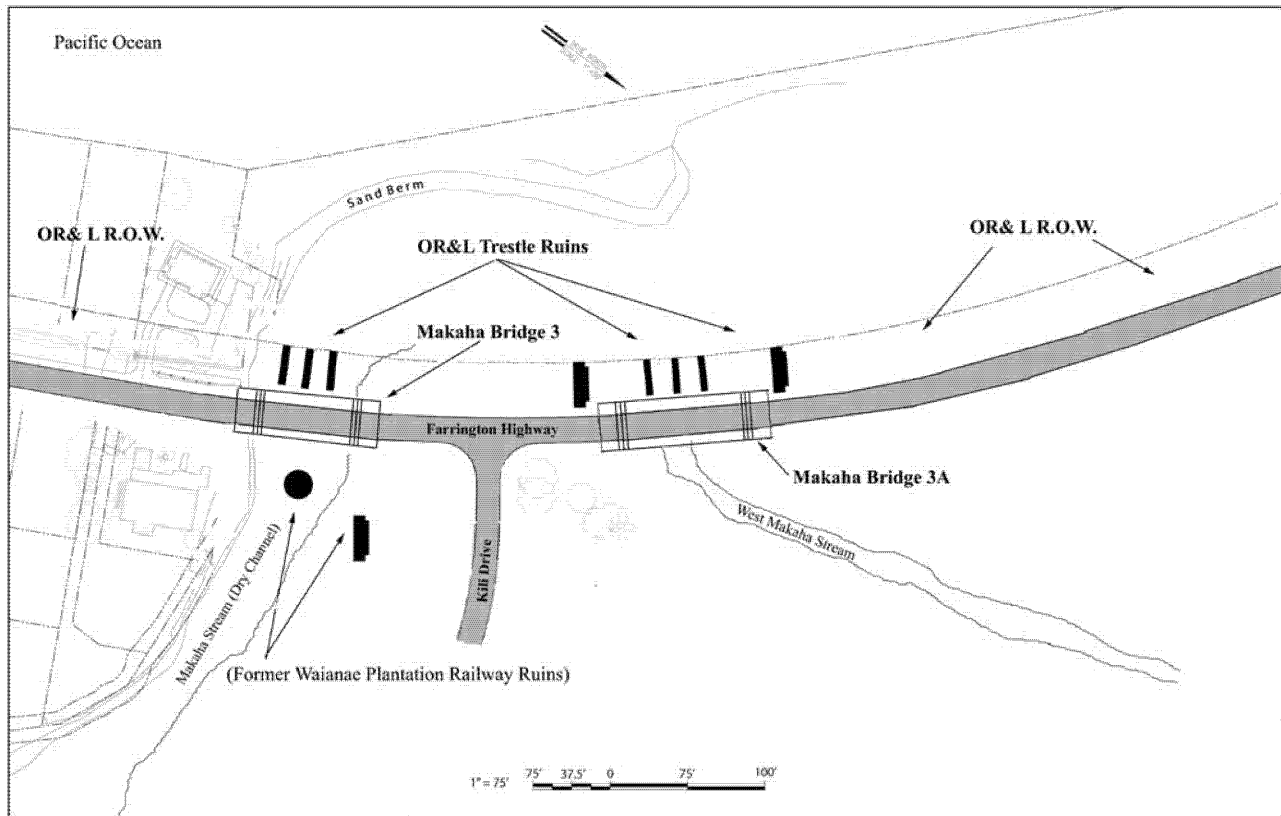 Pacific Ocean
Sand Berm
OR& L R.O.W.
OR&L Trestle Ruins
OR& L R.O.W.
Makaha Bridge 3
Farrington Highway
Makaha Bridge 3A
West Makaha Stream
Kili Drive
Makaha Stream (Dry Channel)
(Former Waianae Plantation Railway Ruins)
1" = 75'
75' 37.5' 0 75' 100'